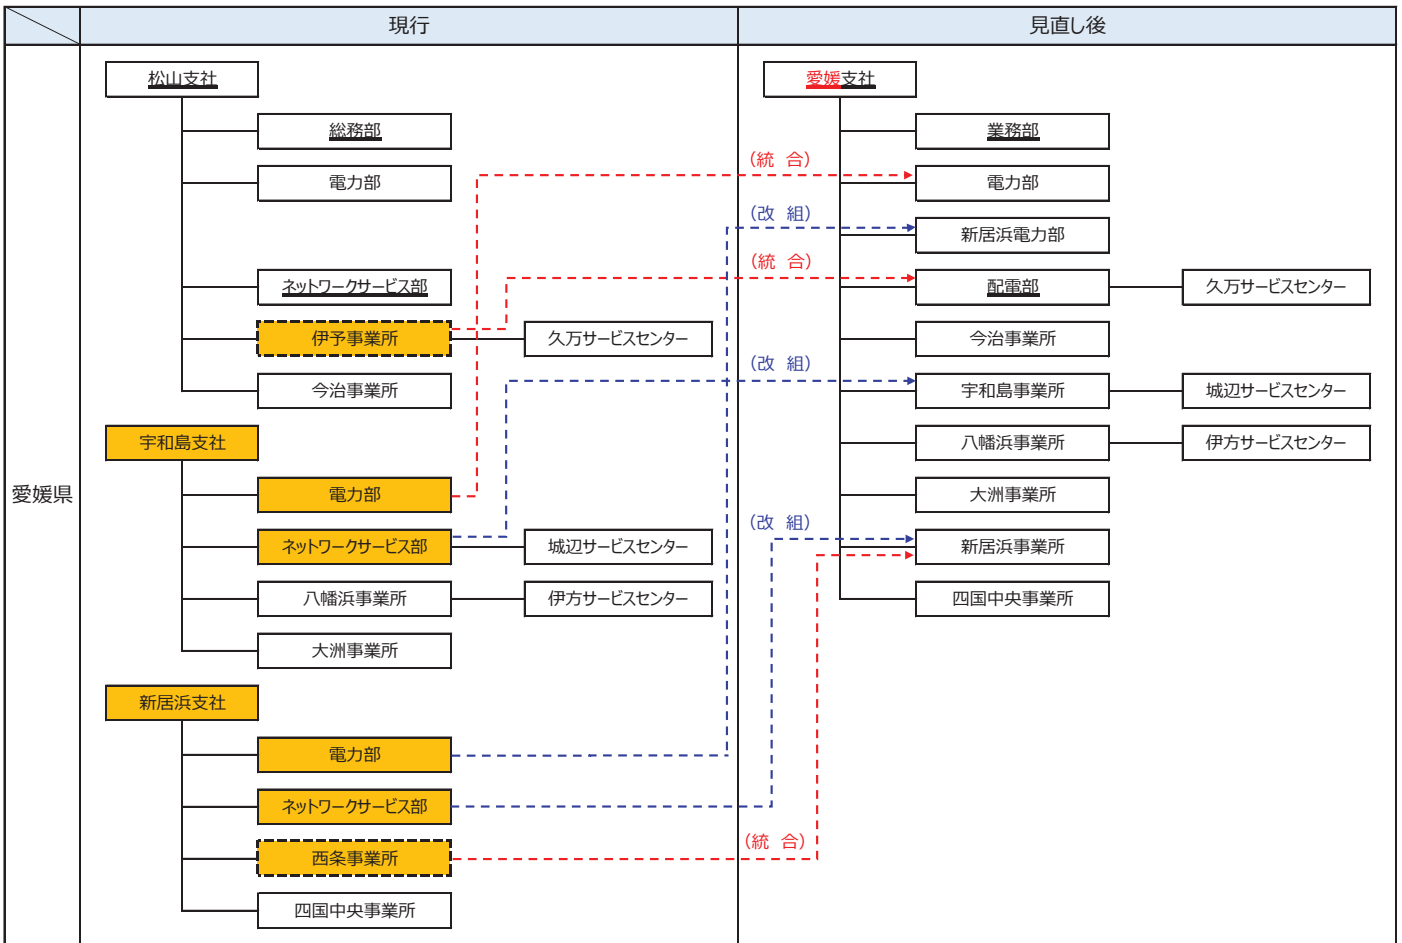 現行
見直し後
愛媛県
松山支社
総務部
電力部
ネットワークサービス部
伊予事業所
久万サービスセンター
今治事業所
宇和島支社
電力部
ネットワークサービス部
城辺サービスセンター
八幡浜事業所
伊方サービスセンター
大洲事業所
新居浜支社
電力部
ネットワークサービス部
西条事業所
四国中央事業所
(統 合)
(改 組)
(統 合)
(改 組)
(改 組)
(統 合)
愛媛支社
業務部
電力部
新居浜電力部
配電部
久万サービスセンター
今治事業所
宇和島事業所
城辺サービスセンター
八幡浜事業所
伊方サービスセンター
大洲事業所
新居浜事業所
四国中央事業所